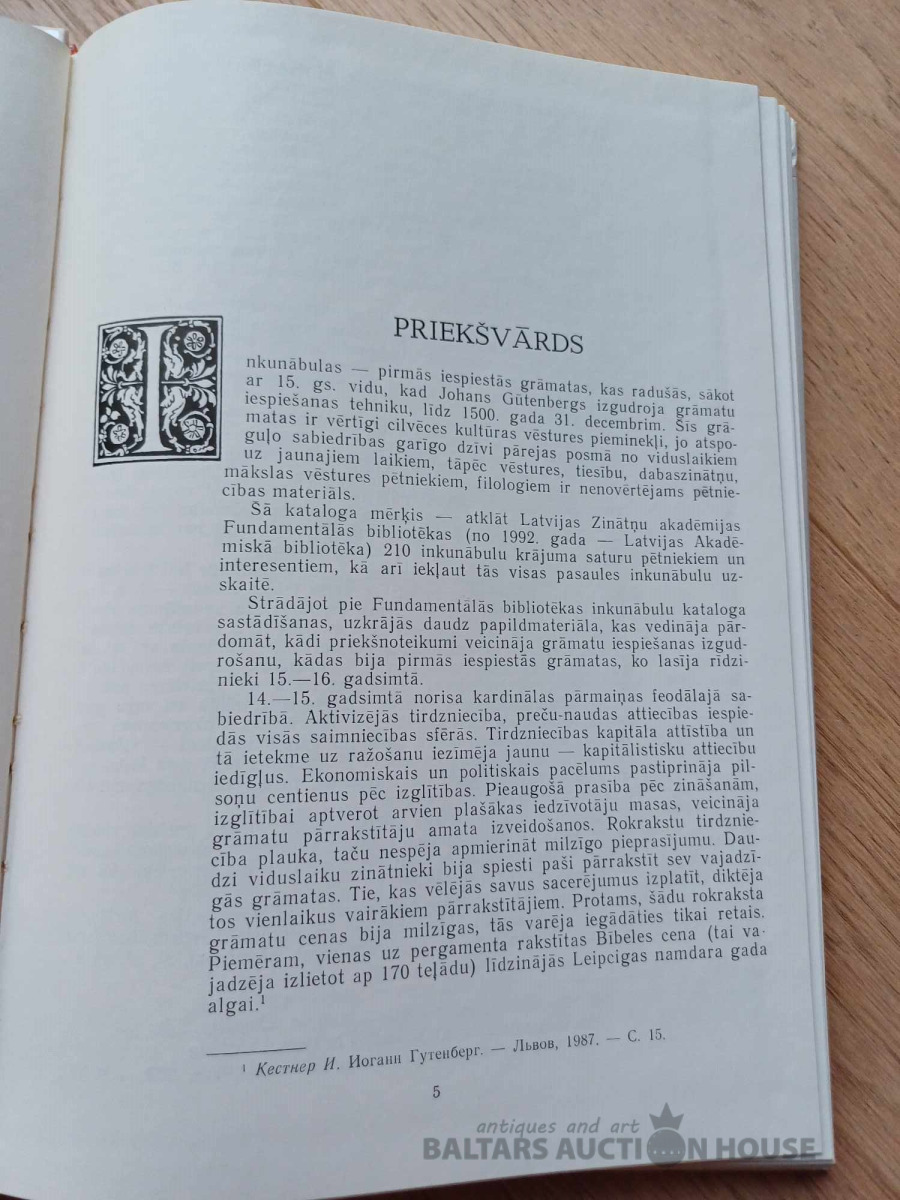 PRIEKŠVĀRDS
Inkunābulas — pirmās iespiestās grāmatas, kas radušās, sākot
ar 15. gs. vidu, kad Johans Gūtenbergs izgudroja grāmatu
iespiešanas tehniku, līdz 1500. gada 31. decembrim. Šīs grā-
matas ir vērtīgi cilvēces kultūras vēstures pieminekļi, jo atspo-
guļo sabiedrības garīgo dzīvi pārejas posmā no viduslaikiem
uz jaunajiem laikiem, tāpēc vēstures, tiesību, dabaszinātņu,
mākslas vēstures pētniekiem, filologiem ir nenovērtējams pētnie-
cības materiāls.
Šā kataloga mērķis — atklāt Latvijas Zinātņu akadēmijas
Fundamentālās bibliotēkas (no 1992. gada — Latvijas Akadē-
miskā bibliotēka) 210 inkunābulu krājuma saturu pētniekiem un
interesentiem, kā arī iekļaut tās visas pasaules inkunābulu uz-
skaitē.
Strādājot pie Fundamentālās bibliotēkas inkunābulu kataloga
sastādīšanas, uzkrājās daudz papildmateriāla, kas vedināja pār-
domāt, kādi priekšnoteikumi veicināja grāmatu iespiešanas izgud-
rošanu, kādas bija pirmās iespiestās grāmatas, ko lasīja rīdzi-
nieki 15.—16. gadsimtā.
14.—15. gadsimtā norisa kardinālas pārmaiņas feodālajā sa-
biedrībā. Aktivizējās tirdzniecība, preču-naudas attiecības iespie-
dās visās saimniecības sfērās. Tirdzniecības kapitāla attīstība un
tā ietekme uz ražošanu iezīmēja jaunu — kapitālistisku attiecību
iedīgļus. Ekonomiskais un politiskais pacēlums pastiprināja pil-
soņu centienus pēc izglītības. Pieaugošā prasība pēc zināšanām,
izglītībai aptverot arvien plašākas iedzīvotāju masas, veicināja
grāmatu pārrakstītāju amata izveidošanos. Rokrakstu tirdznie-
cība plauka, taču nespēja apmierināt milzīgo pieprasījumu. Dau-
dzi viduslaiku zinātnieki bija spiesti paši pārrakstīt sev vajadzī-
gās grāmatas. Tie, kas vēlējās savus sacerējumus izplatīt, diktēja
tos vienlaikus vairākiem pārrakstītājiem. Protams, šādu rokraksta
grāmatu cenas bija milzīgas, tās varēja iegādāties tikai retais.
Piemēram, vienas uz pergamenta rakstītas Bībeles cena (tai va-
jadzēja izlietot ap 170 teļādu) līdzinājās Leipcigas namdara gada
algai.¹
¹ Кестнер И. Иоганн Гутенберг. — Львов, 1987. — С. 15.
5
antiques and art
BALTARS AUCTION HOUSE